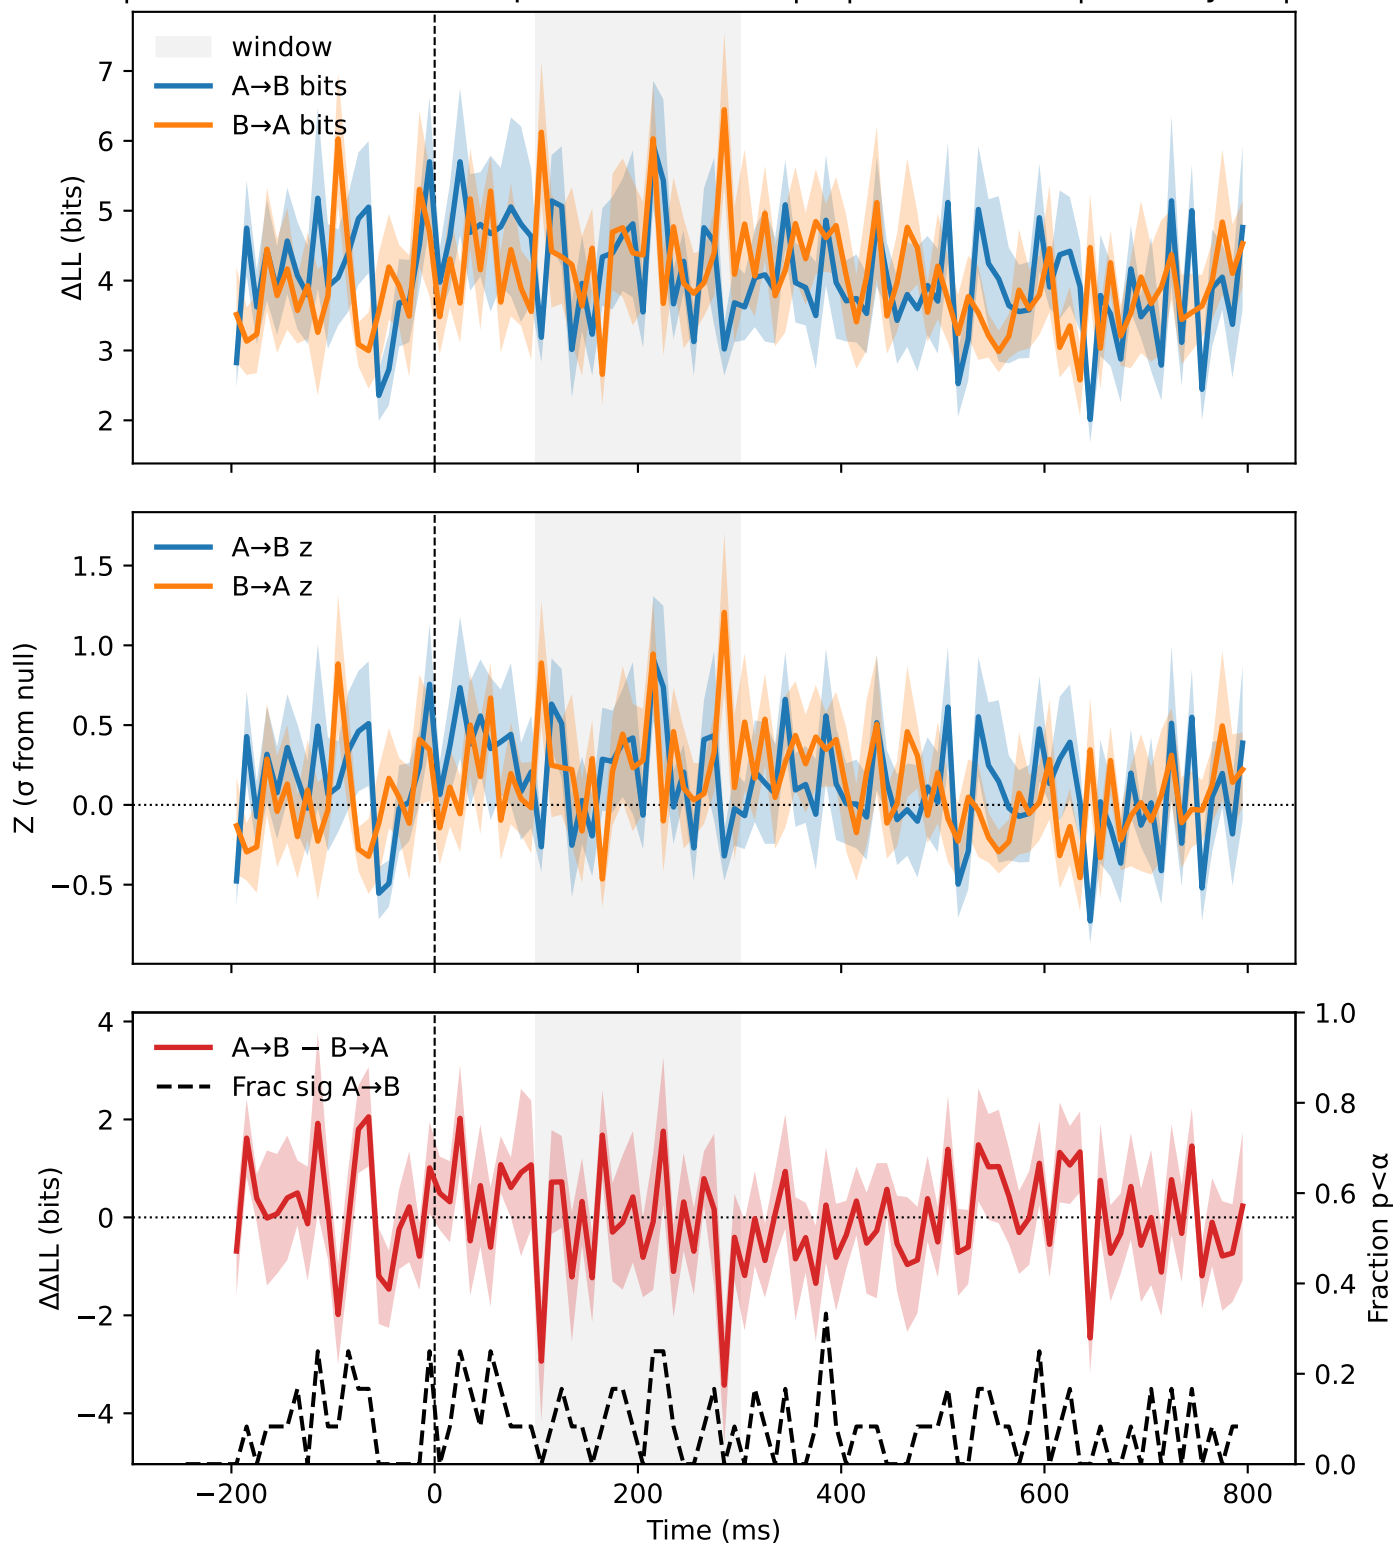 window
A→B bits
B→A bits
ΔLL (bits)
7
6
5
4
3
2
A→B z
B→A z
Z (σ from null)
1.5
1.0
0.5
0.0
−0.5
A→B − B→A
Frac sig A→B
ΔΔLL (bits)
4
2
0
−2
−4
1.0
0.8
0.6
0.4
0.2
0.0
Fraction p<α
−200
0
200
400
600
800
Time (ms)